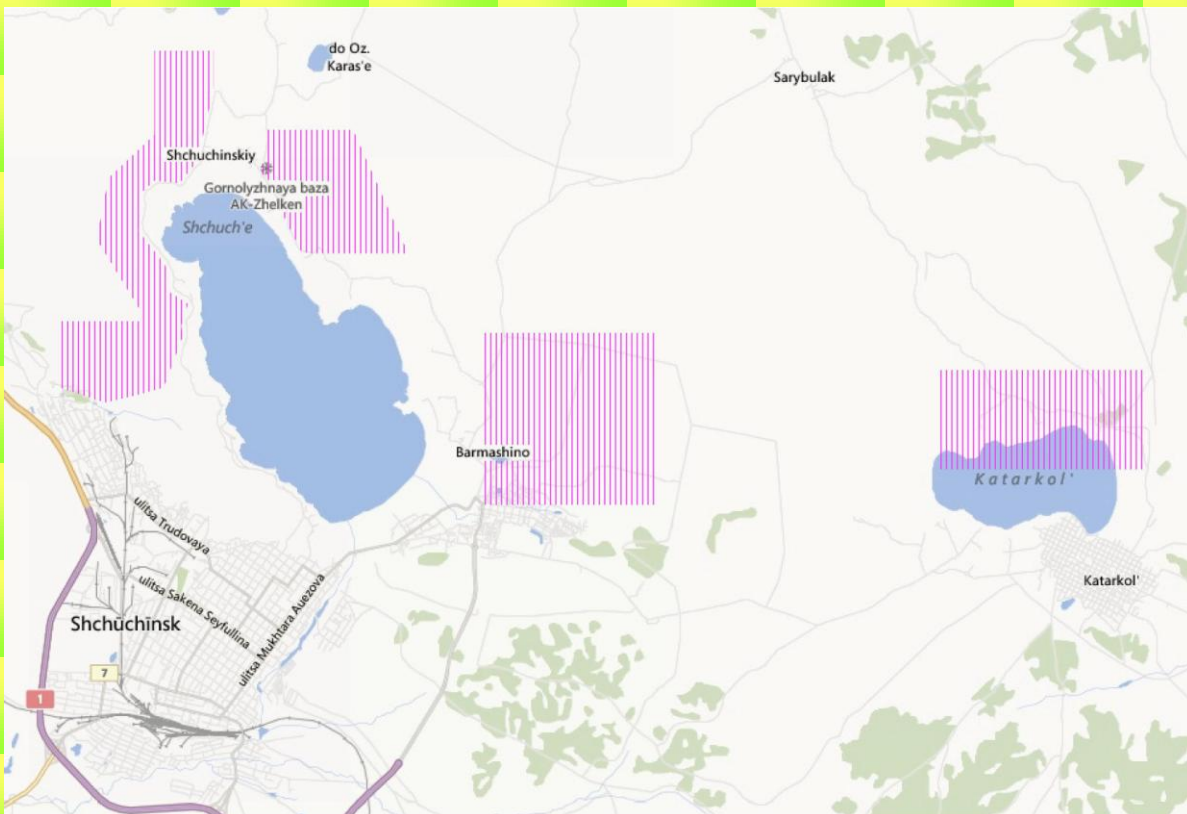 do Oz.
Karas'e
Sarybulak
Shchuchinskiy
Gornolyzhnaya baza
AK-Zhelken
Shchuch'e
Barmashino
Katarkol'
ulitsa Trudovaya
ulitsa Sakena Seyfullina
ulitsa Mukhtara Auezova
Katarkol'
Shchūchīnsk
7
1